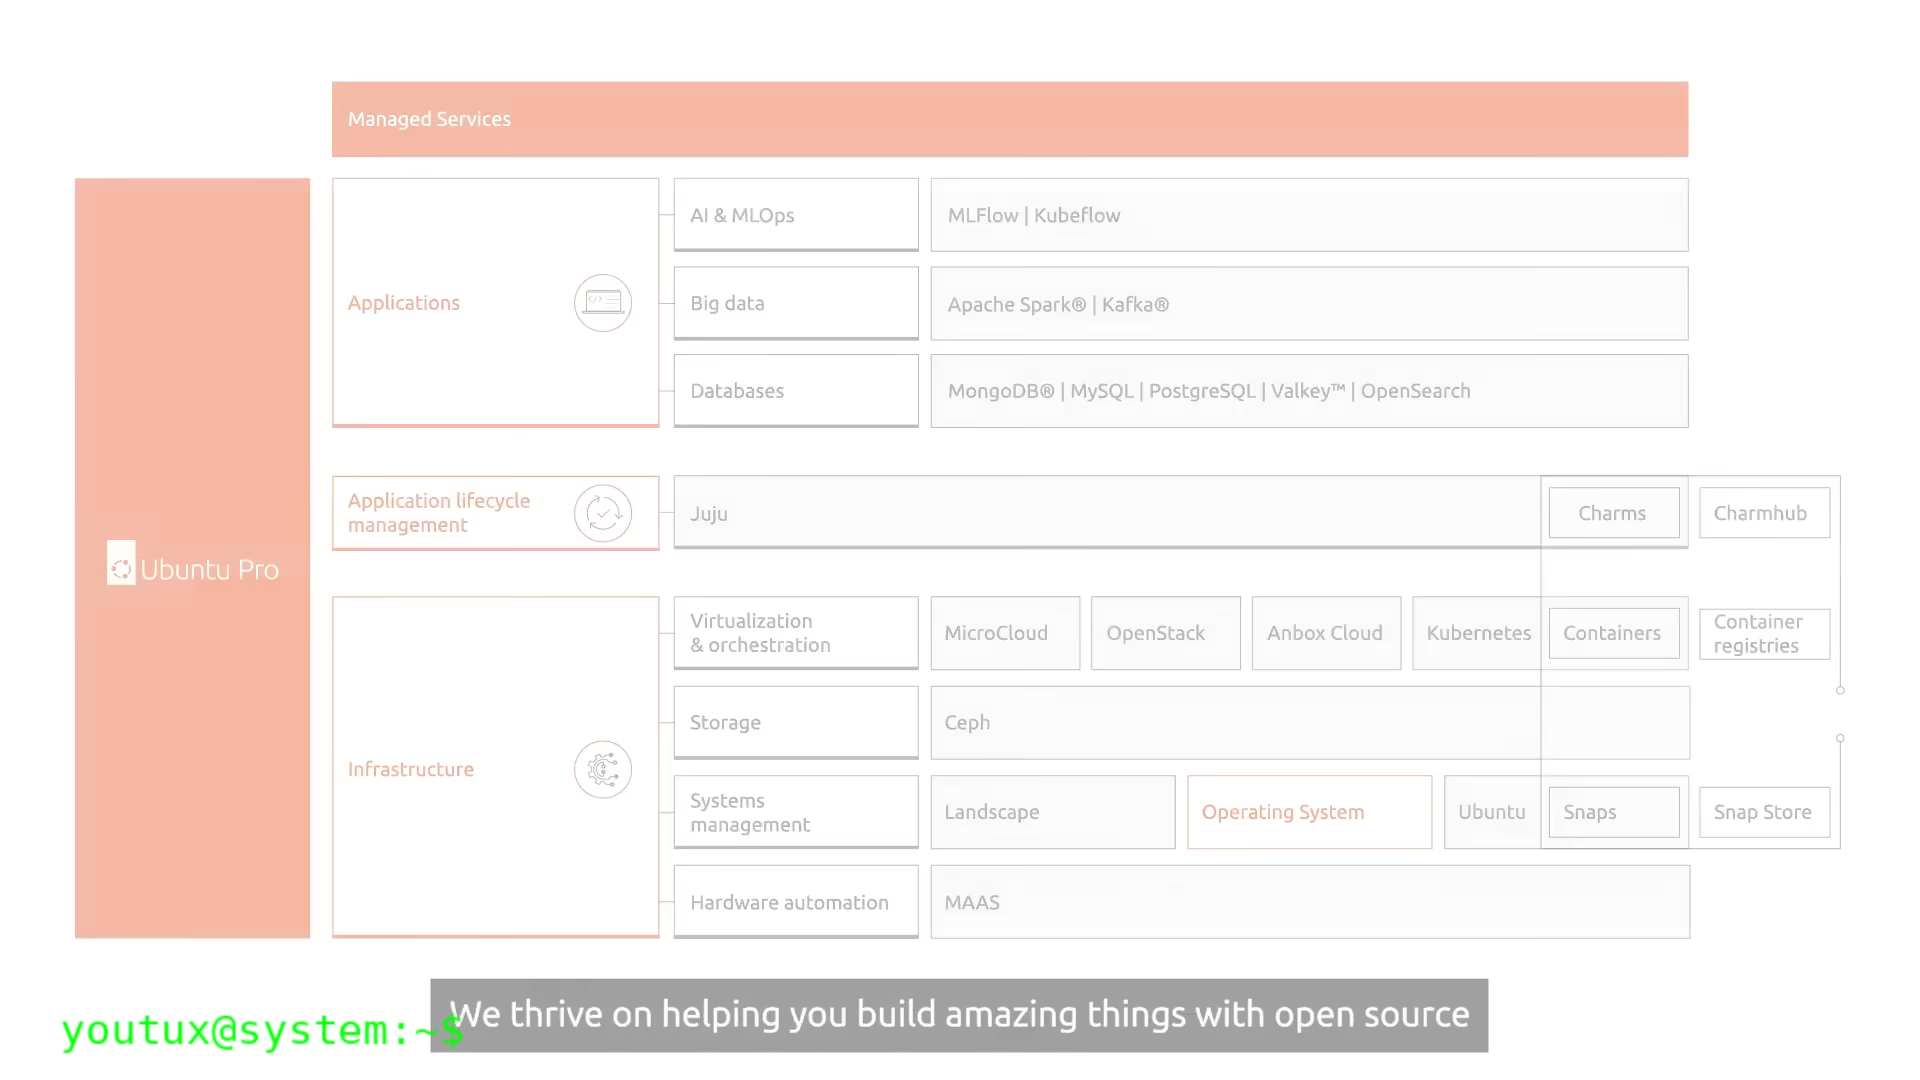 Managed Services
Ubuntu Pro
Applications
AI & MLOps
MLFlow | Kubeflow
Big data
Apache Spark® | Kafka®
Databases
MongoDB® | MySQL | PostgreSQL | Valkey™ | OpenSearch
Application lifecycle
management
Juju
Charms
Charmhub
Infrastructure
Virtualization
& orchestration
MicroCloud
OpenStack
Anbox Cloud
Kubernetes
Containers
Container
registries
Storage
Ceph
Systems
management
Landscape
Operating System
Ubuntu
Snaps
Snap Store
Hardware automation
MAAS
We thrive on helping you build amazing things with open source
youtux@system:~$